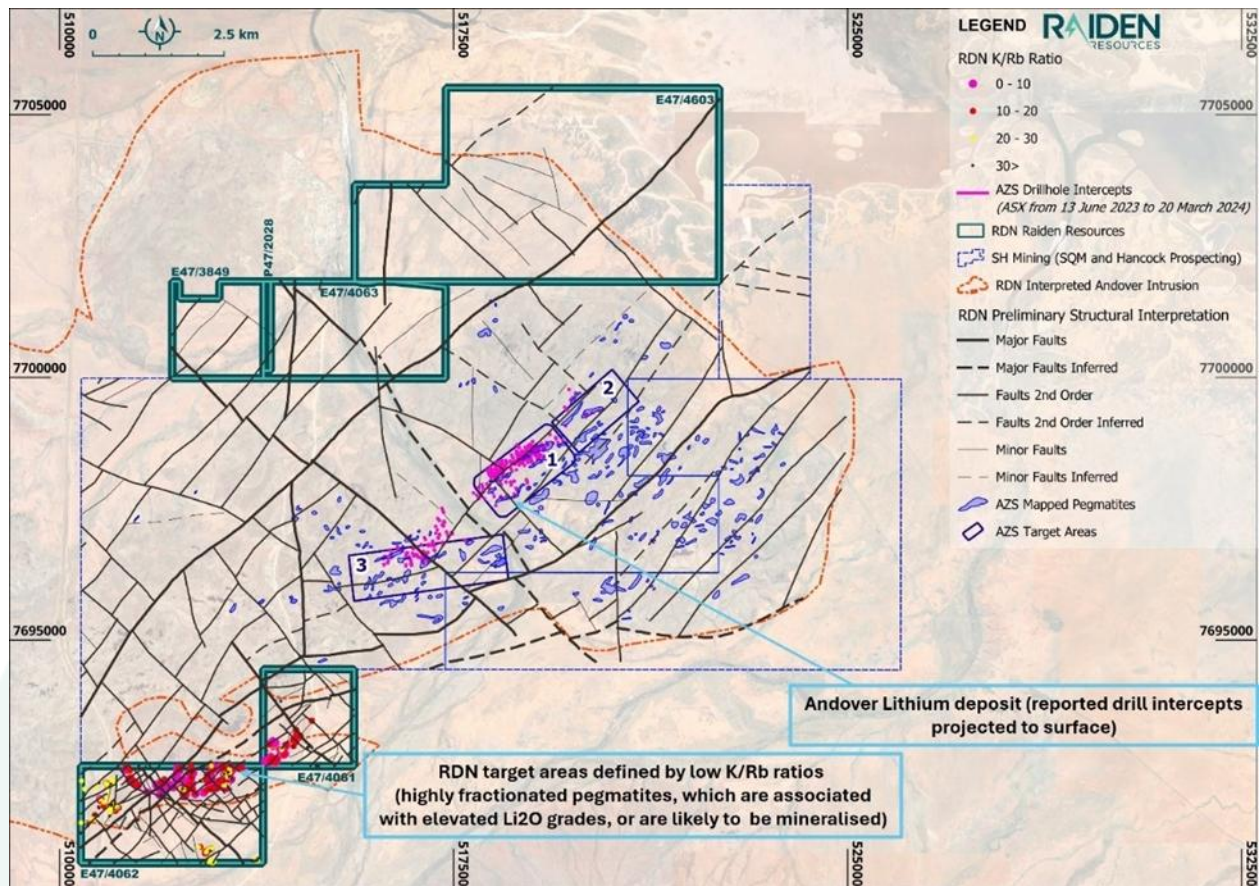 510000
517500
525000
532500
0
2.5 km
N
LEGEND
RAIDEN
RESOURCES
RDN K/Rb Ratio
0 - 10
10 - 20
20 - 30
30>
AZS Drillhole Intercepts
(ASX from 13 June 2023 to 20 March 2024)
RDN Raiden Resources
SH Mining (SQM and Hancock Prospecting)
RDN Interpreted Andover Intrusion
RDN Preliminary Structural Interpretation
Major Faults
Major Faults Inferred
Faults 2nd Order
Faults 2nd Order Inferred
Minor Faults
Minor Faults Inferred
AZS Mapped Pegmatites
AZS Target Areas
7705000
7705000
E47/4603
P47/2028
E47/3849
E47/4063
7700000
7700000
2
1
3
7695000
7695000
Andover Lithium deposit (reported drill intercepts
projected to surface)
E47/4061
RDN target areas defined by low K/Rb ratios
(highly fractionated pegmatites, which are associated
with elevated Li2O grades, or are likely to be mineralised)
E47/4062
510000
517500
525000
532500